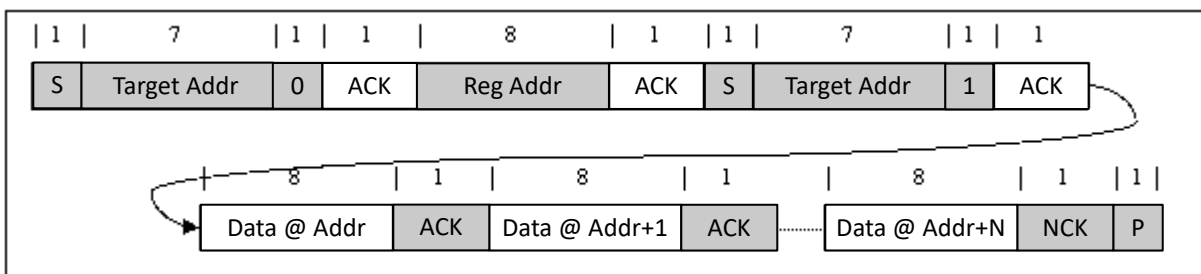 | 1 | 7 | 1 | 1 | 8 | 1 | 1 | 7 | 1 | 1
S Target Addr 0 ACK Reg Addr ACK S Target Addr 1 ACK
8 | 1 | 8 | 1 | 8 | 1 | 1 |
Data @ Addr ACK Data @ Addr+1 ACK Data @ Addr+N NCK P